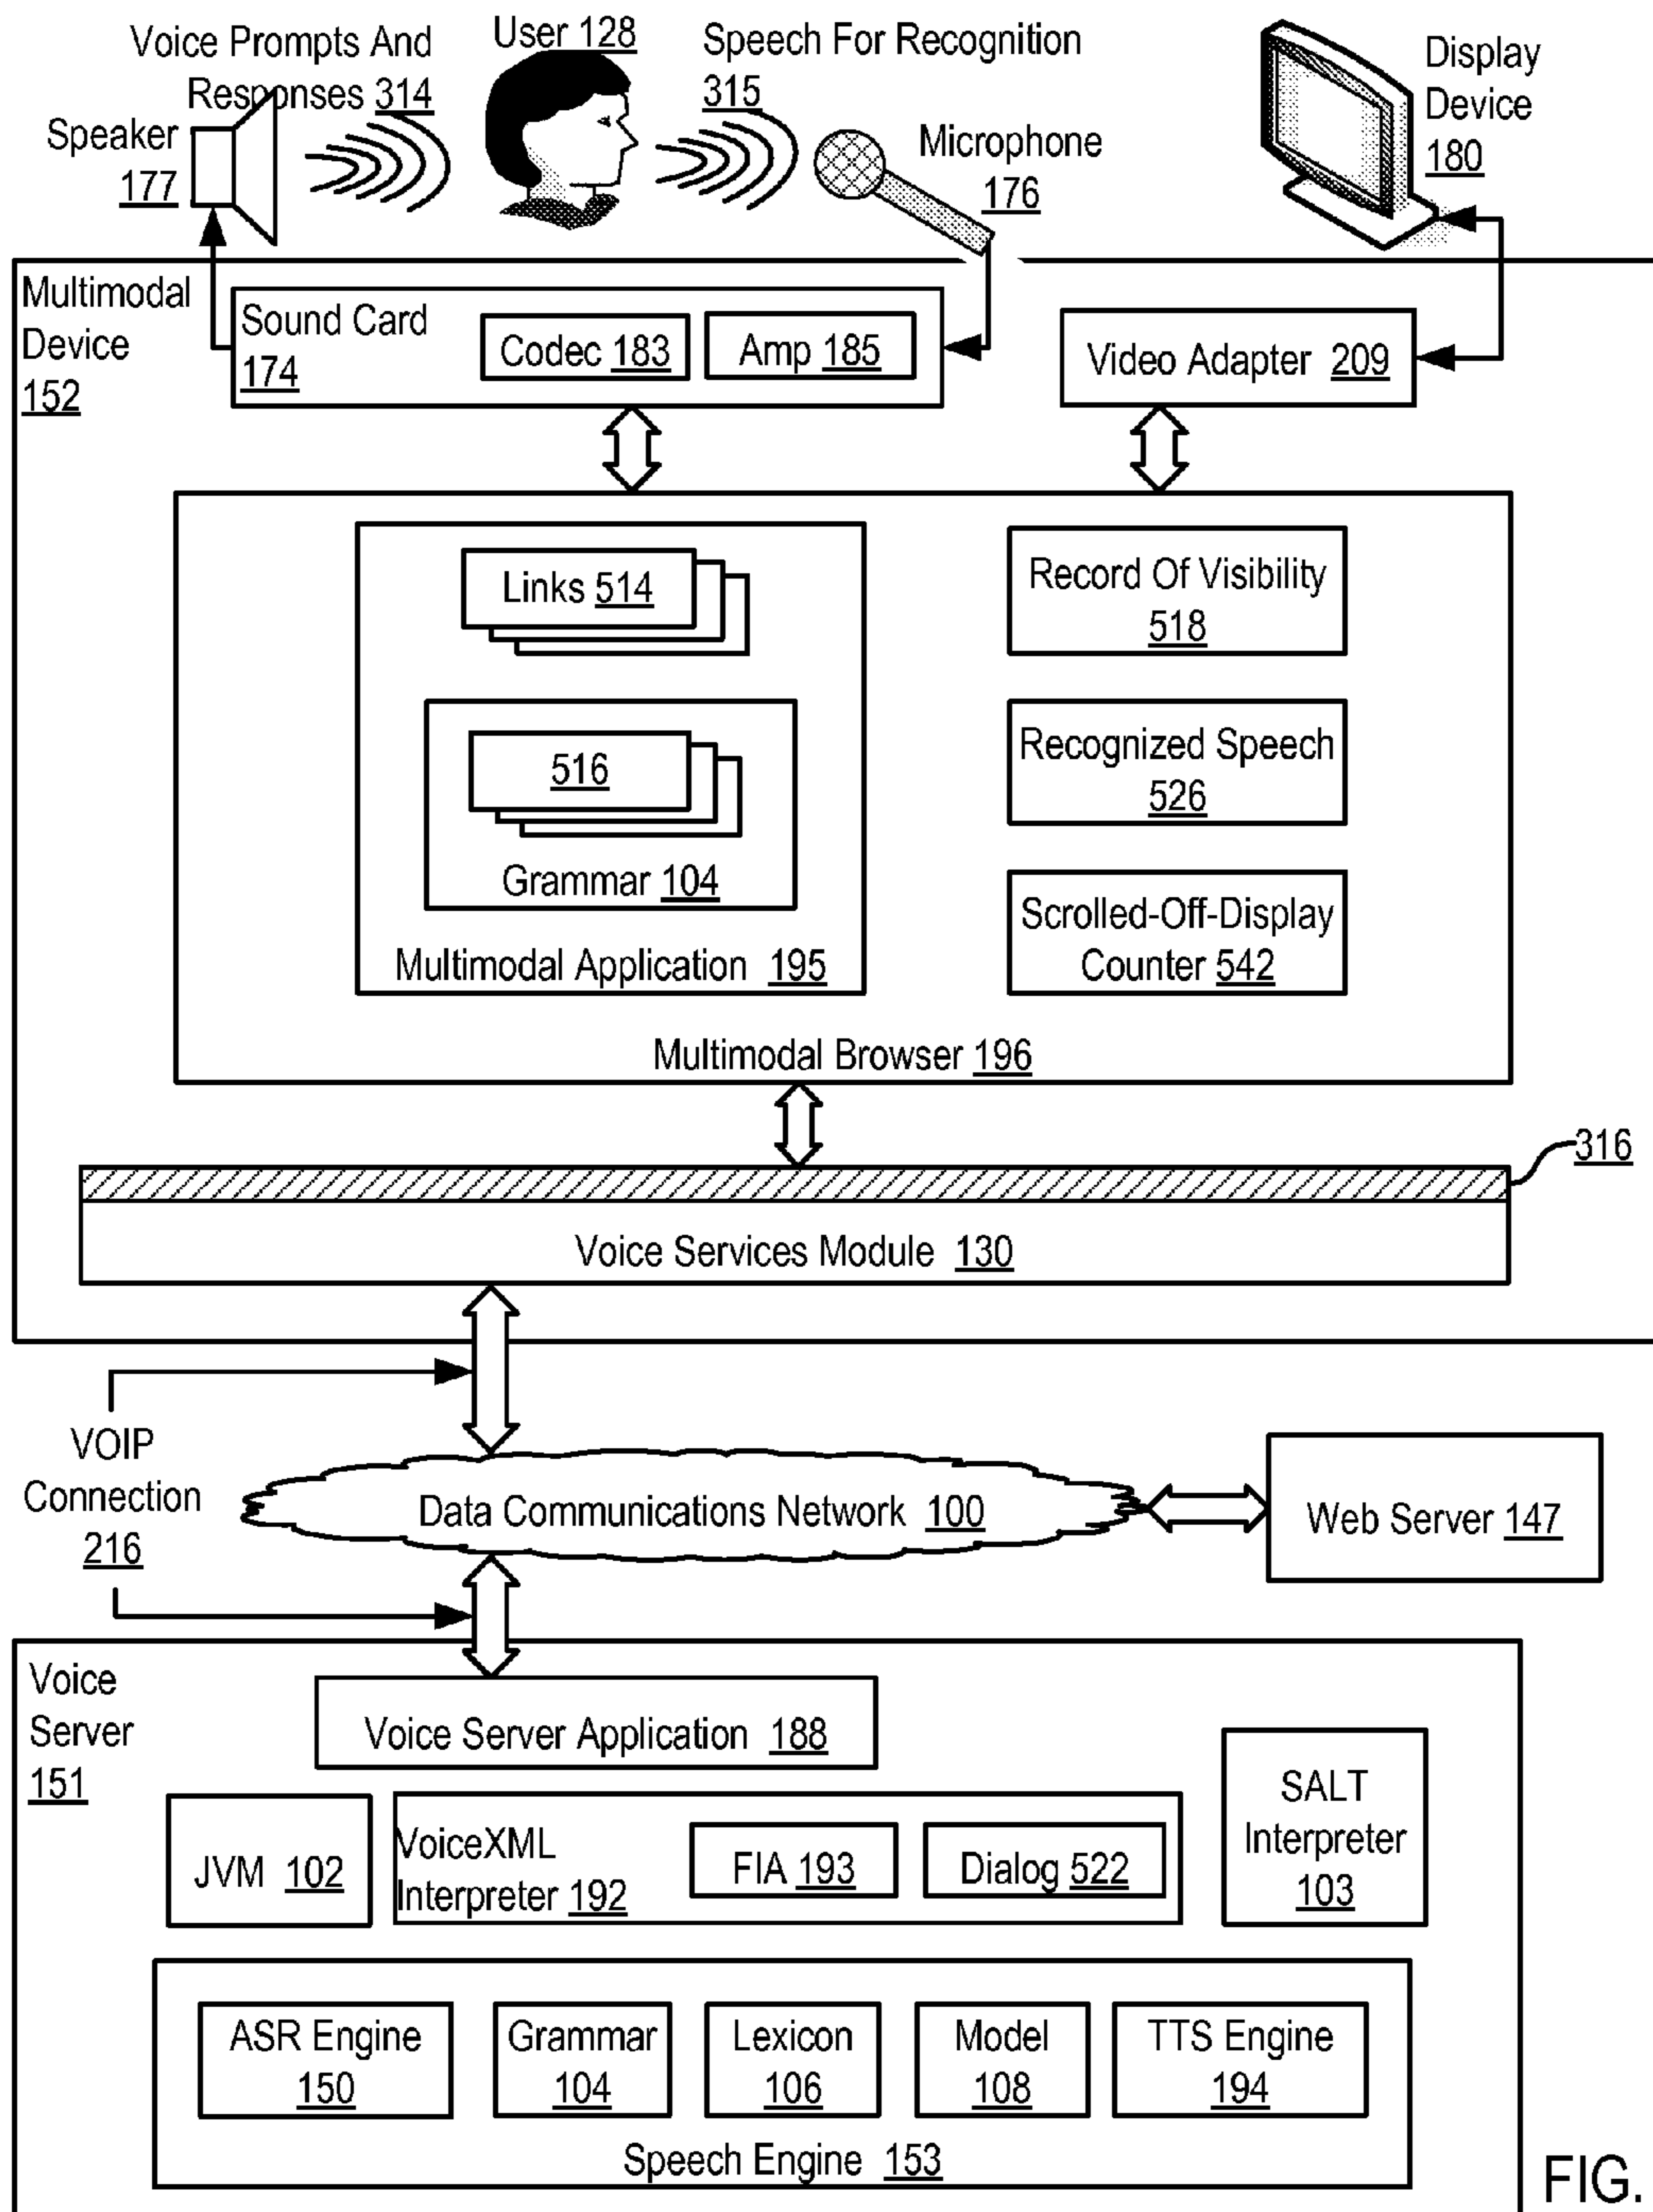 Voice Prompts And
Responses 314
User 128
Speech For Recognition
315
Display
Device
180
Speaker
177
Microphone
176
Multimodal
Device
152
Sound Card
174
Codec 183
Amp 185
Video Adapter 209
Links 514
Record Of Visibility
518
516
Grammar 104
Multimodal Application 195
Recognized Speech
526
Scrolled-Off-Display
Counter 542
Multimodal Browser 196
316
Voice Services Module 130
VOIP
Connection
216
Data Communications Network 100
Web Server 147
Voice
Server
151
Voice Server Application 188
JVM 102
VoiceXML
Interpreter 192
FIA 193
Dialog 522
SALT
Interpreter
103
ASR Engine
150
Grammar
104
Lexicon
106
Model
108
TTS Engine
194
Speech Engine 153
FIG.